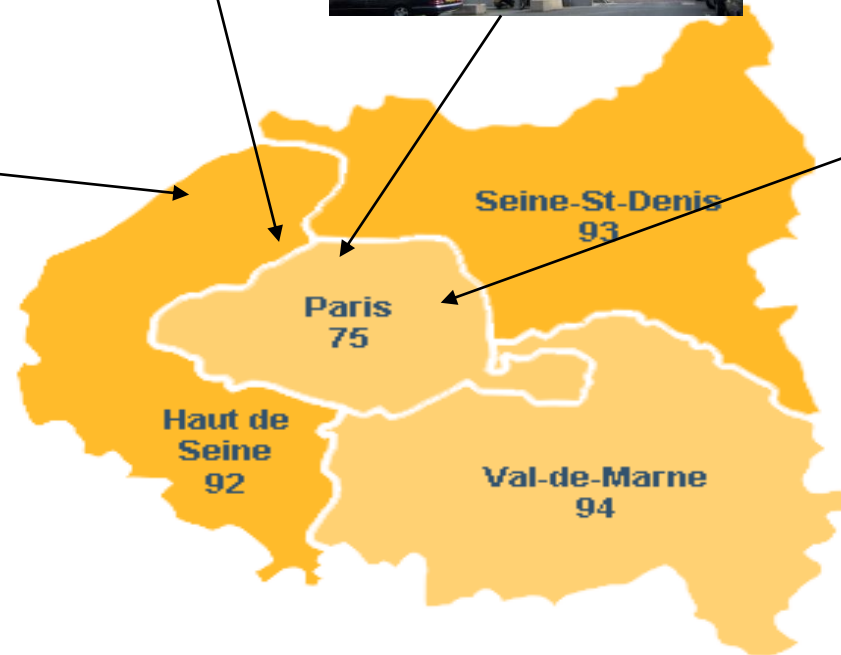 Seine-St-Denis
93
Paris
75
Haut de
Seine
92
Val-de-Marne
94